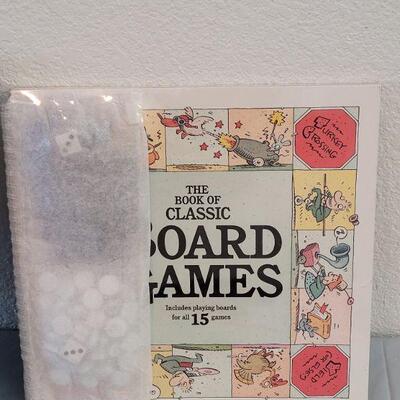 Turkey
Crossing
THE
BOOK OF
CLASSIC
BOARD
GAMES
Includes playing boards
for all 15 games